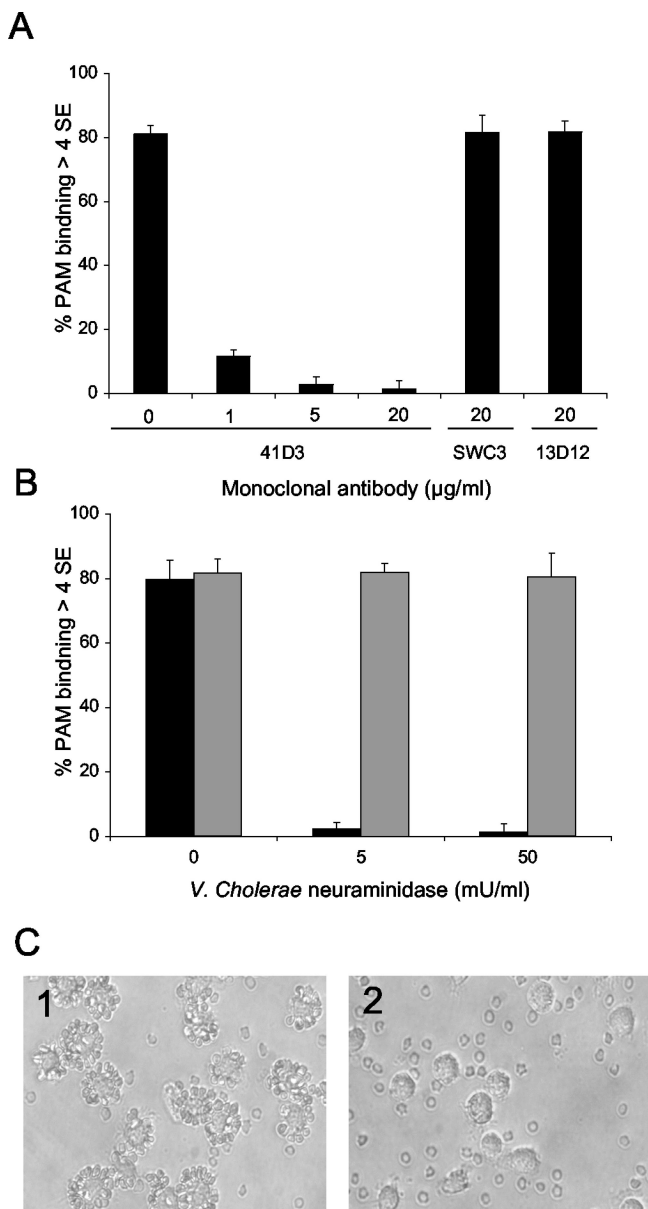 A
% PAM bindning > 4 SE
100
80
60
40
20
0
0 1 5 20 20 20
41D3 SWC3 13D12
Monoclonal antibody (µg/ml)
B
% PAM bindning > 4 SE
100
80
60
40
20
0
0 5 50
V. Cholerae neuraminidase (mU/ml)
C
1 2